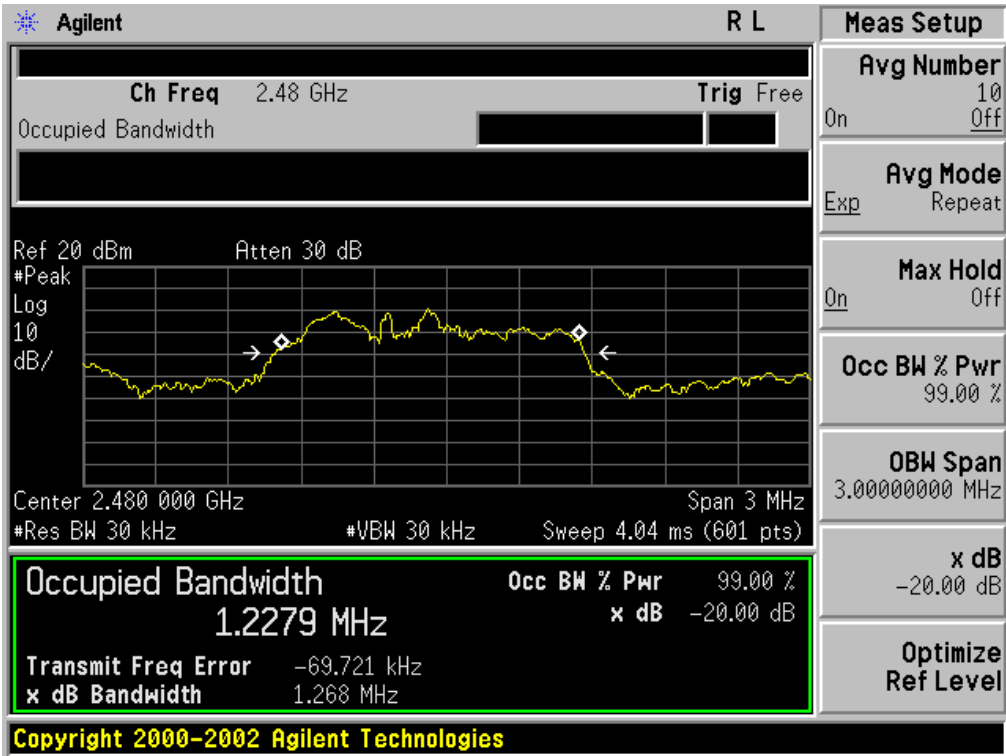 Agilent
R L
Meas Setup
Ch Freq 2.48 GHz
Trig Free
Occupied Bandwidth
Ref 20 dBm
Atten 30 dB
#Peak
Log
10
dB/
Center 2.480 000 GHz
Span 3 MHz
#Res BW 30 kHz
#VBW 30 kHz
Sweep 4.04 ms (601 pts)
Occupied Bandwidth
1.2279 MHz
Occ BW % Pwr 99.00 %
x dB -20.00 dB
Transmit Freq Error -69.721 kHz
x dB Bandwidth 1.268 MHz
Avg Number
10
On Off
Avg Mode
Exp Repeat
Max Hold
On Off
Occ BW % Pwr
99.00 %
OBW Span
3.00000000 MHz
x dB
-20.00 dB
Optimize
Ref Level
Copyright 2000-2002 Agilent Technologies